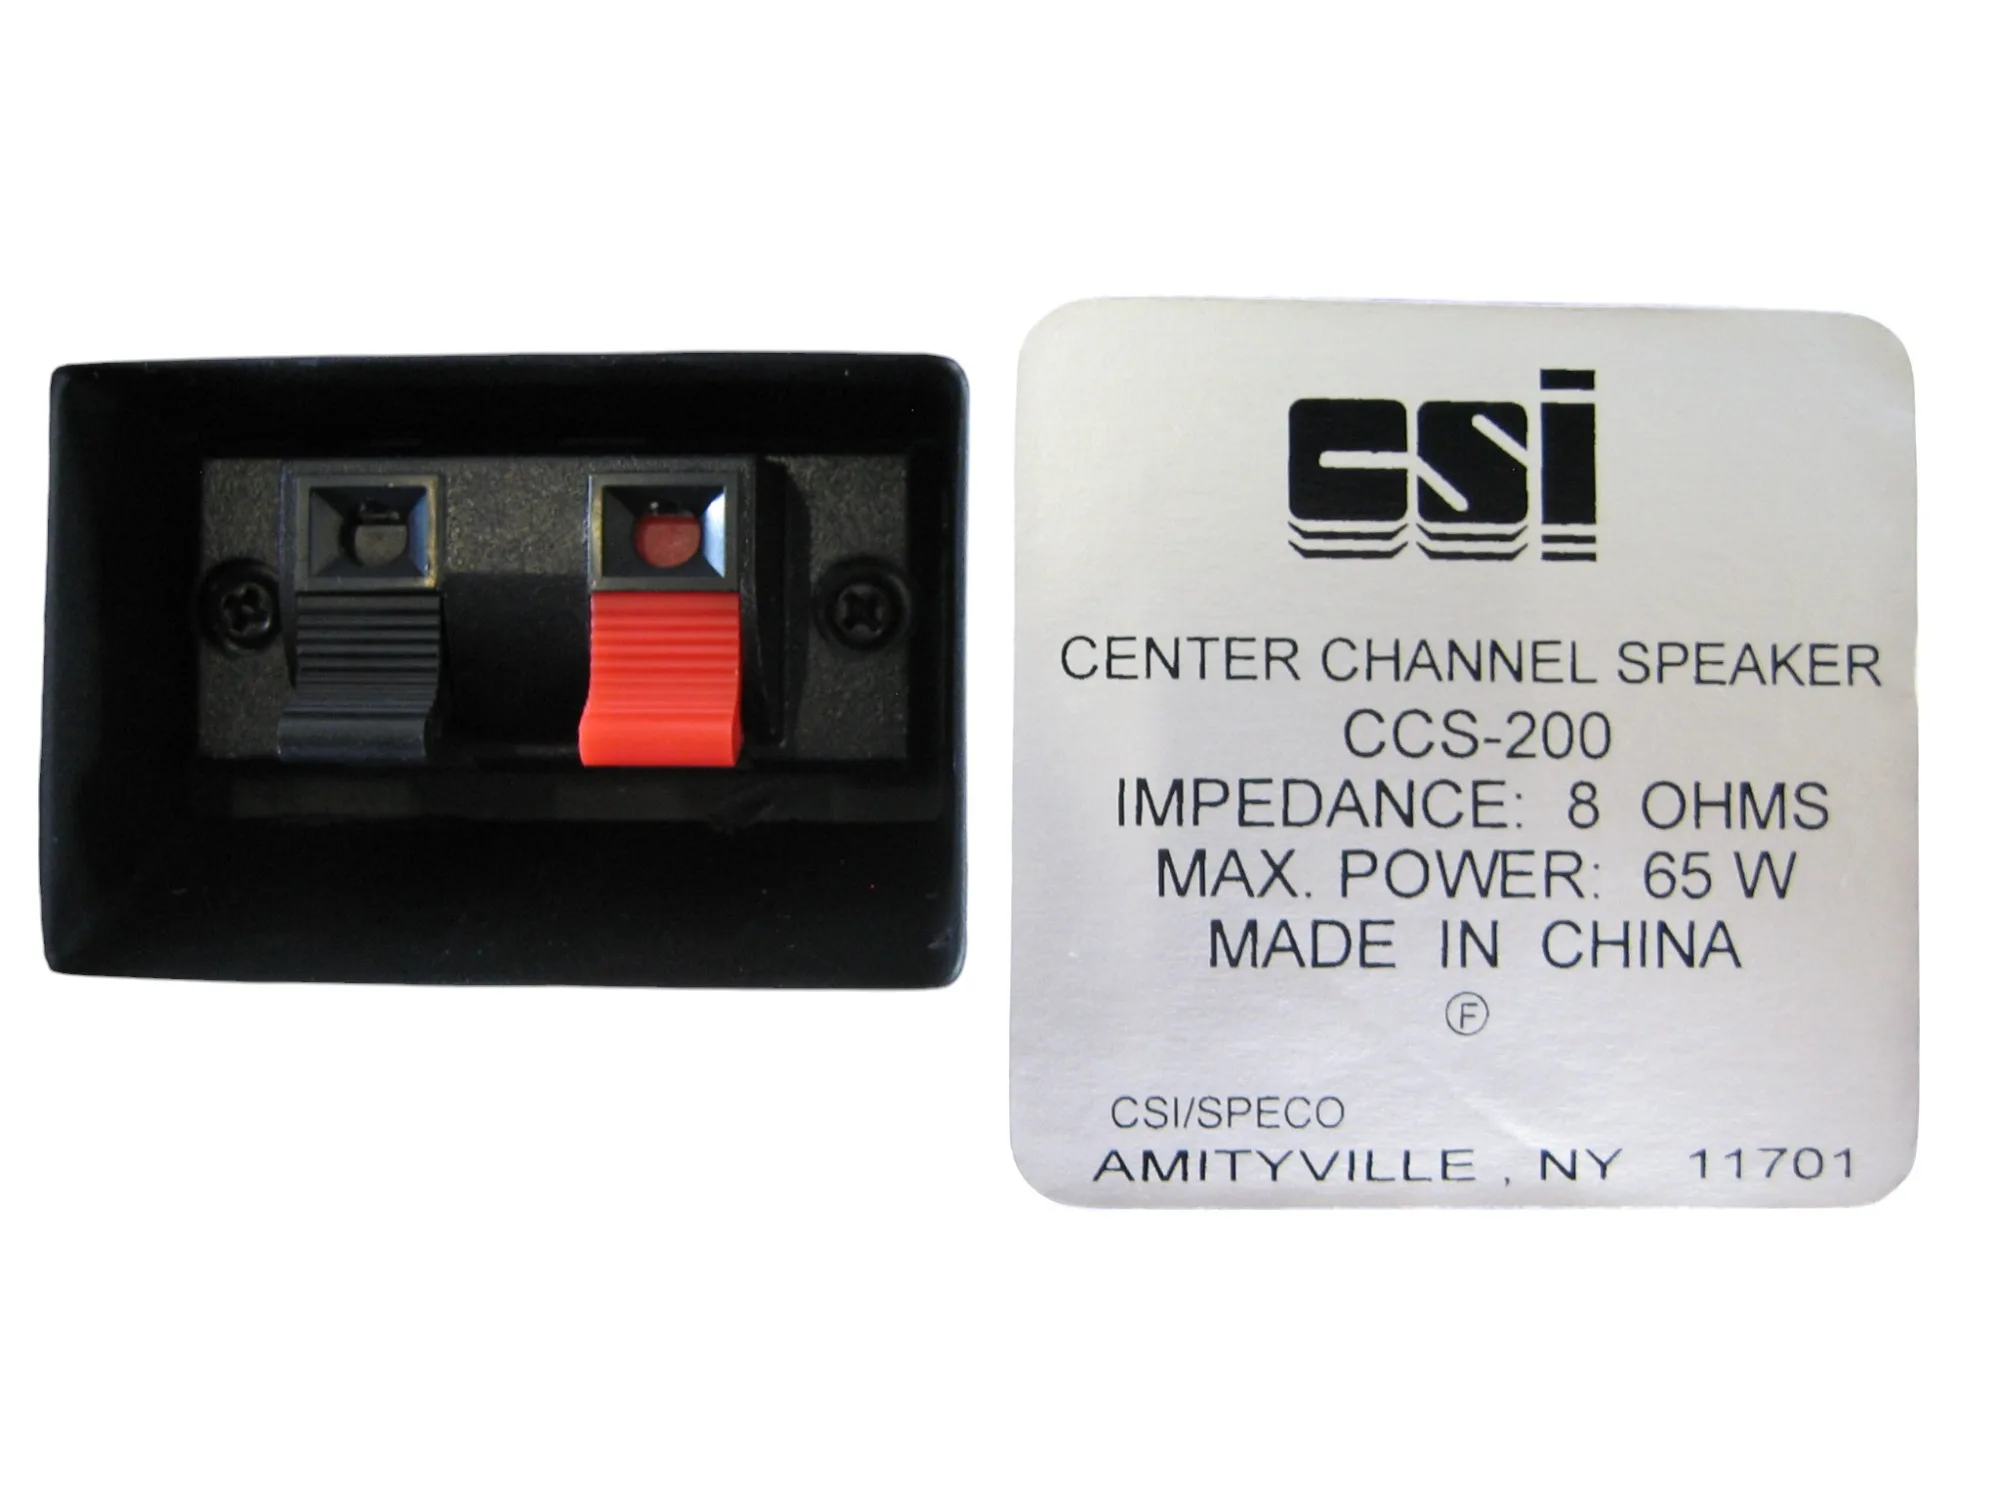 csi
CENTER CHANNEL SPEAKER
CCS-200
IMPEDANCE: 8 OHMS
MAX. POWER: 65 W
MADE IN CHINA
Ⓕ
CSI/SPECO
AMITYVILLE , NY 11701